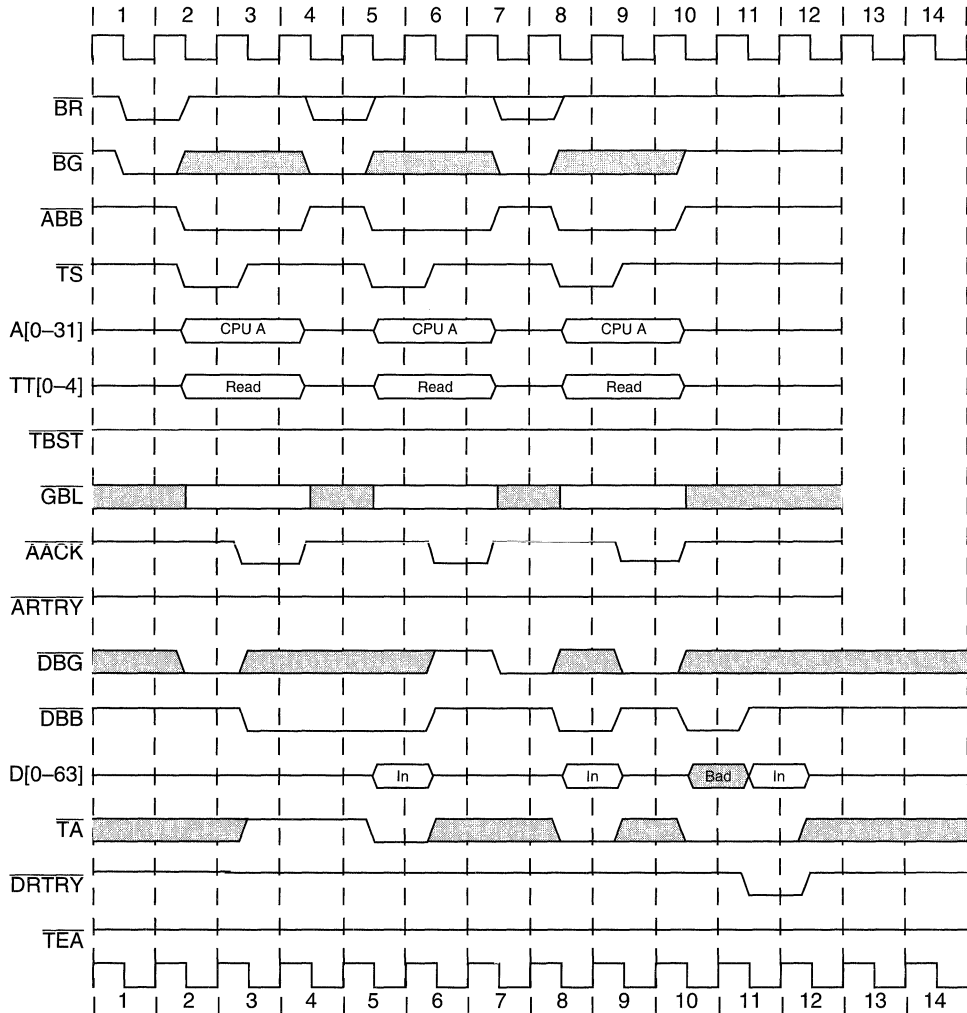 1 2 3 4 5 6 7 8 9 10 11 12 13 14
BR
BG
ABB
TS
A[0–31] CPU A CPU A CPU A
TT[0–4] Read Read Read
TBST
GBL
AACK
ARTRY
DBG
DBB
D[0–63] In In Bad In
TA
DRTRY
TEA
1 2 3 4 5 6 7 8 9 10 11 12 13 14